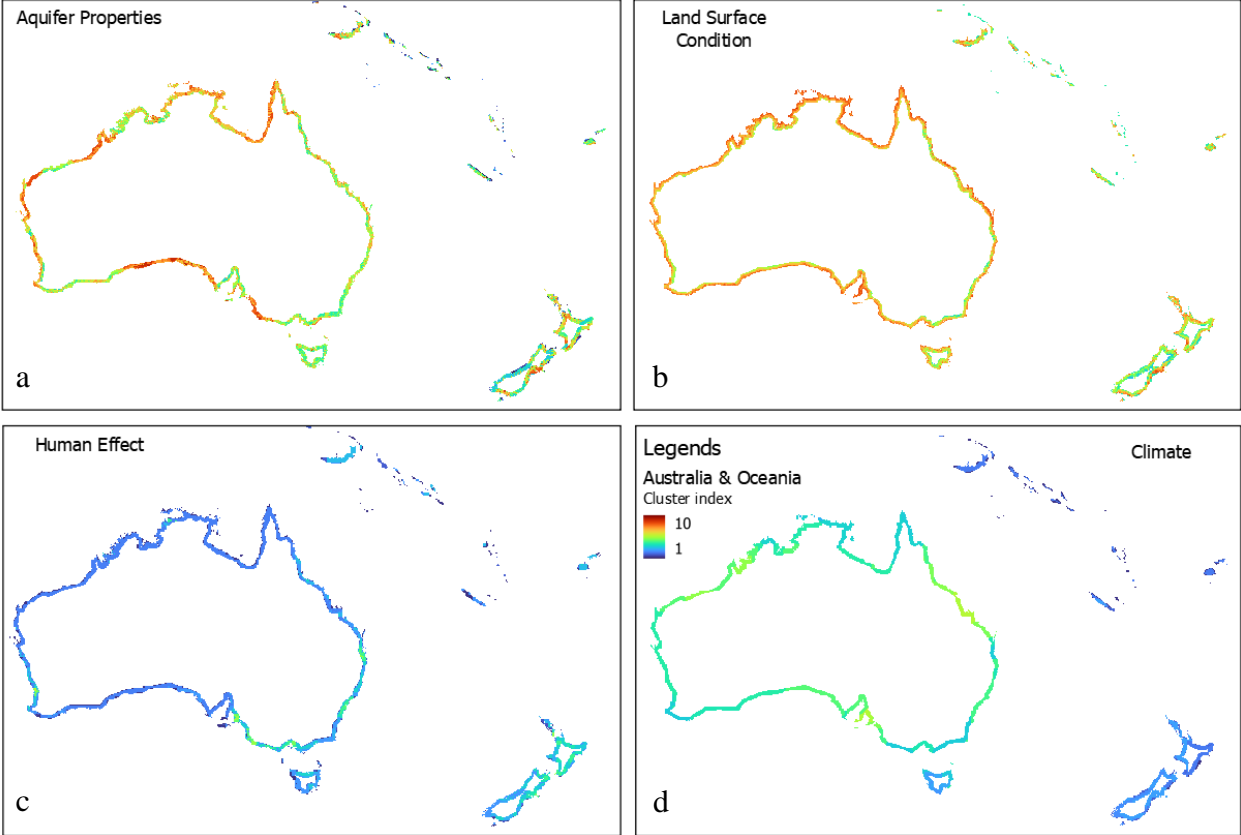 Aquifer Properties
a
Land Surface
Condition
b
Human Effect
c
Legends
Australia & Oceania
Cluster index
10
1
Climate
d